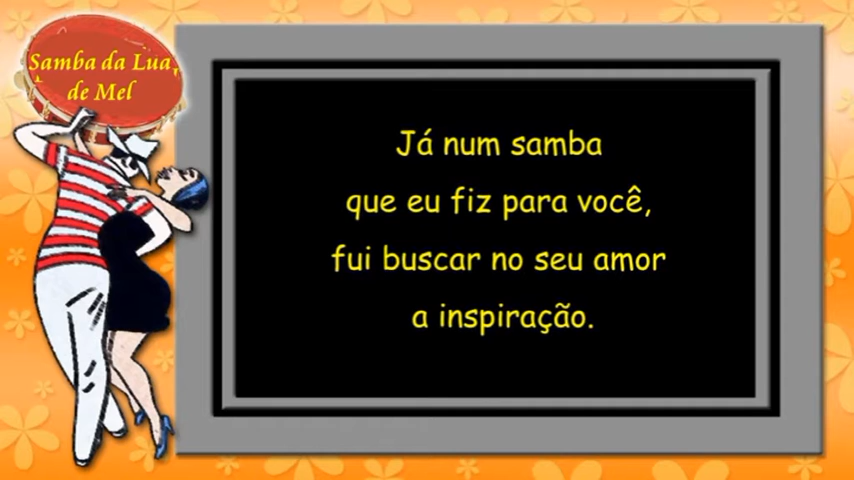 Samba da Lua
de Mel
Já num samba
que eu fiz para você,
fui buscar no seu amor
a inspiração.